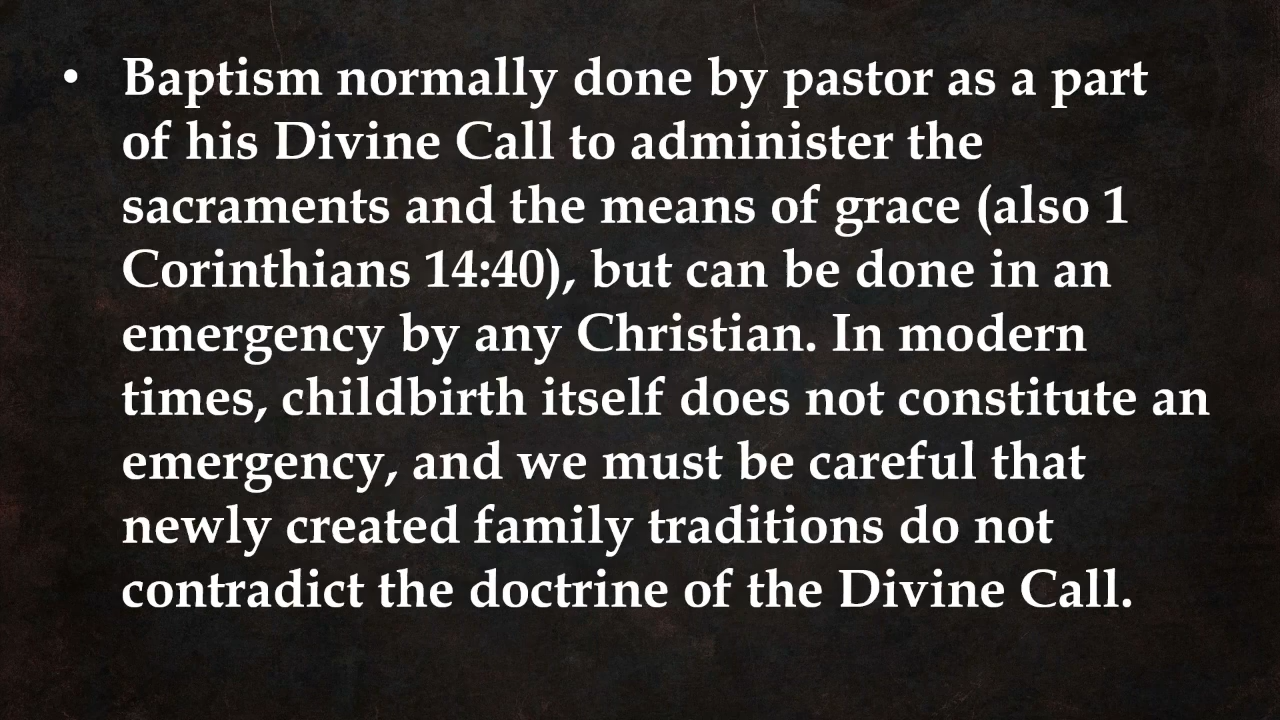 • Baptism normally done by pastor as a part
of his Divine Call to administer the
sacraments and the means of grace (also 1
Corinthians 14:40), but can be done in an
emergency by any Christian. In modern
times, childbirth itself does not constitute an
emergency, and we must be careful that
newly created family traditions do not
contradict the doctrine of the Divine Call.